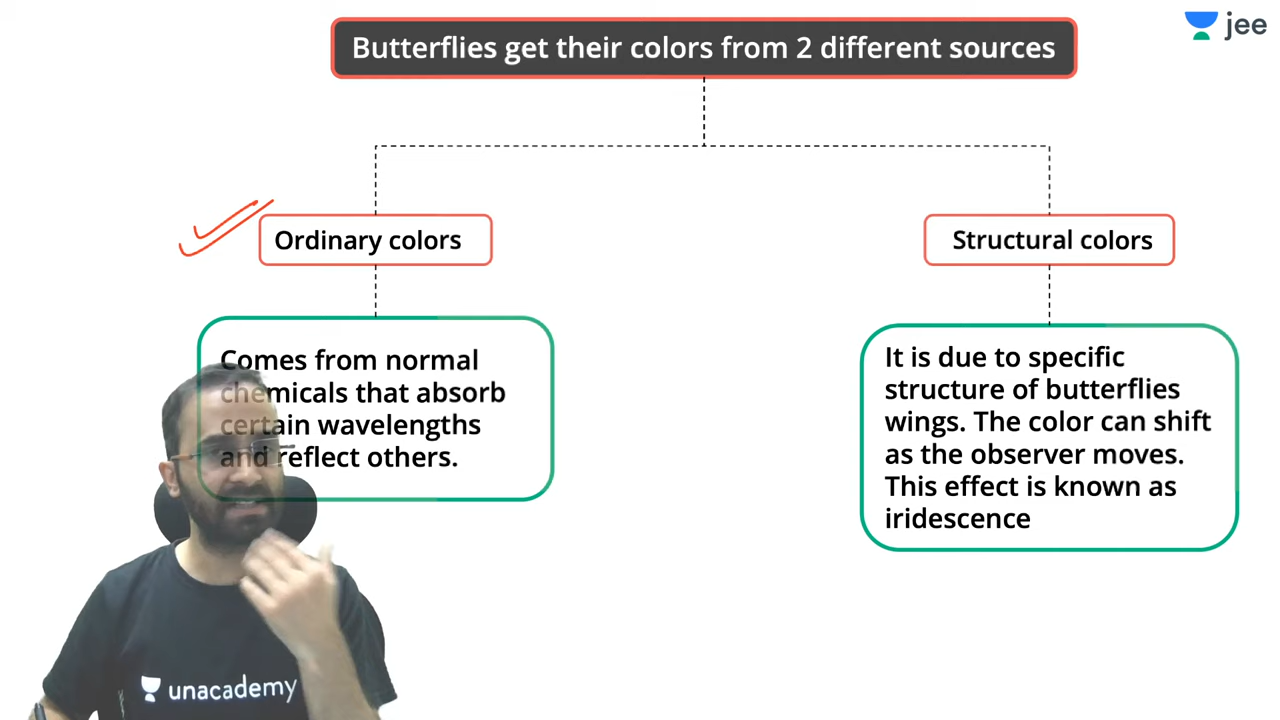 Butterflies get their colors from 2 different sources
jee
Ordinary colors
Structural colors
Comes from normal
chemicals that absorb
certain wavelengths
and reflect others.
It is due to specific
structure of butterflies
wings. The color can shift
as the observer moves.
This effect is known as
iridescence
unacademy